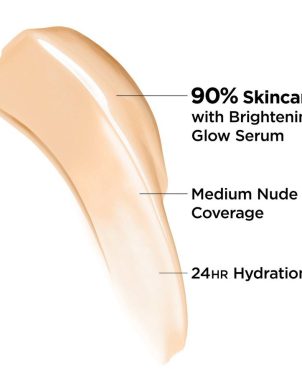 90% Skincar
with Brightenin
Glow Serum
Medium Nude
Coverage
24HR Hydration